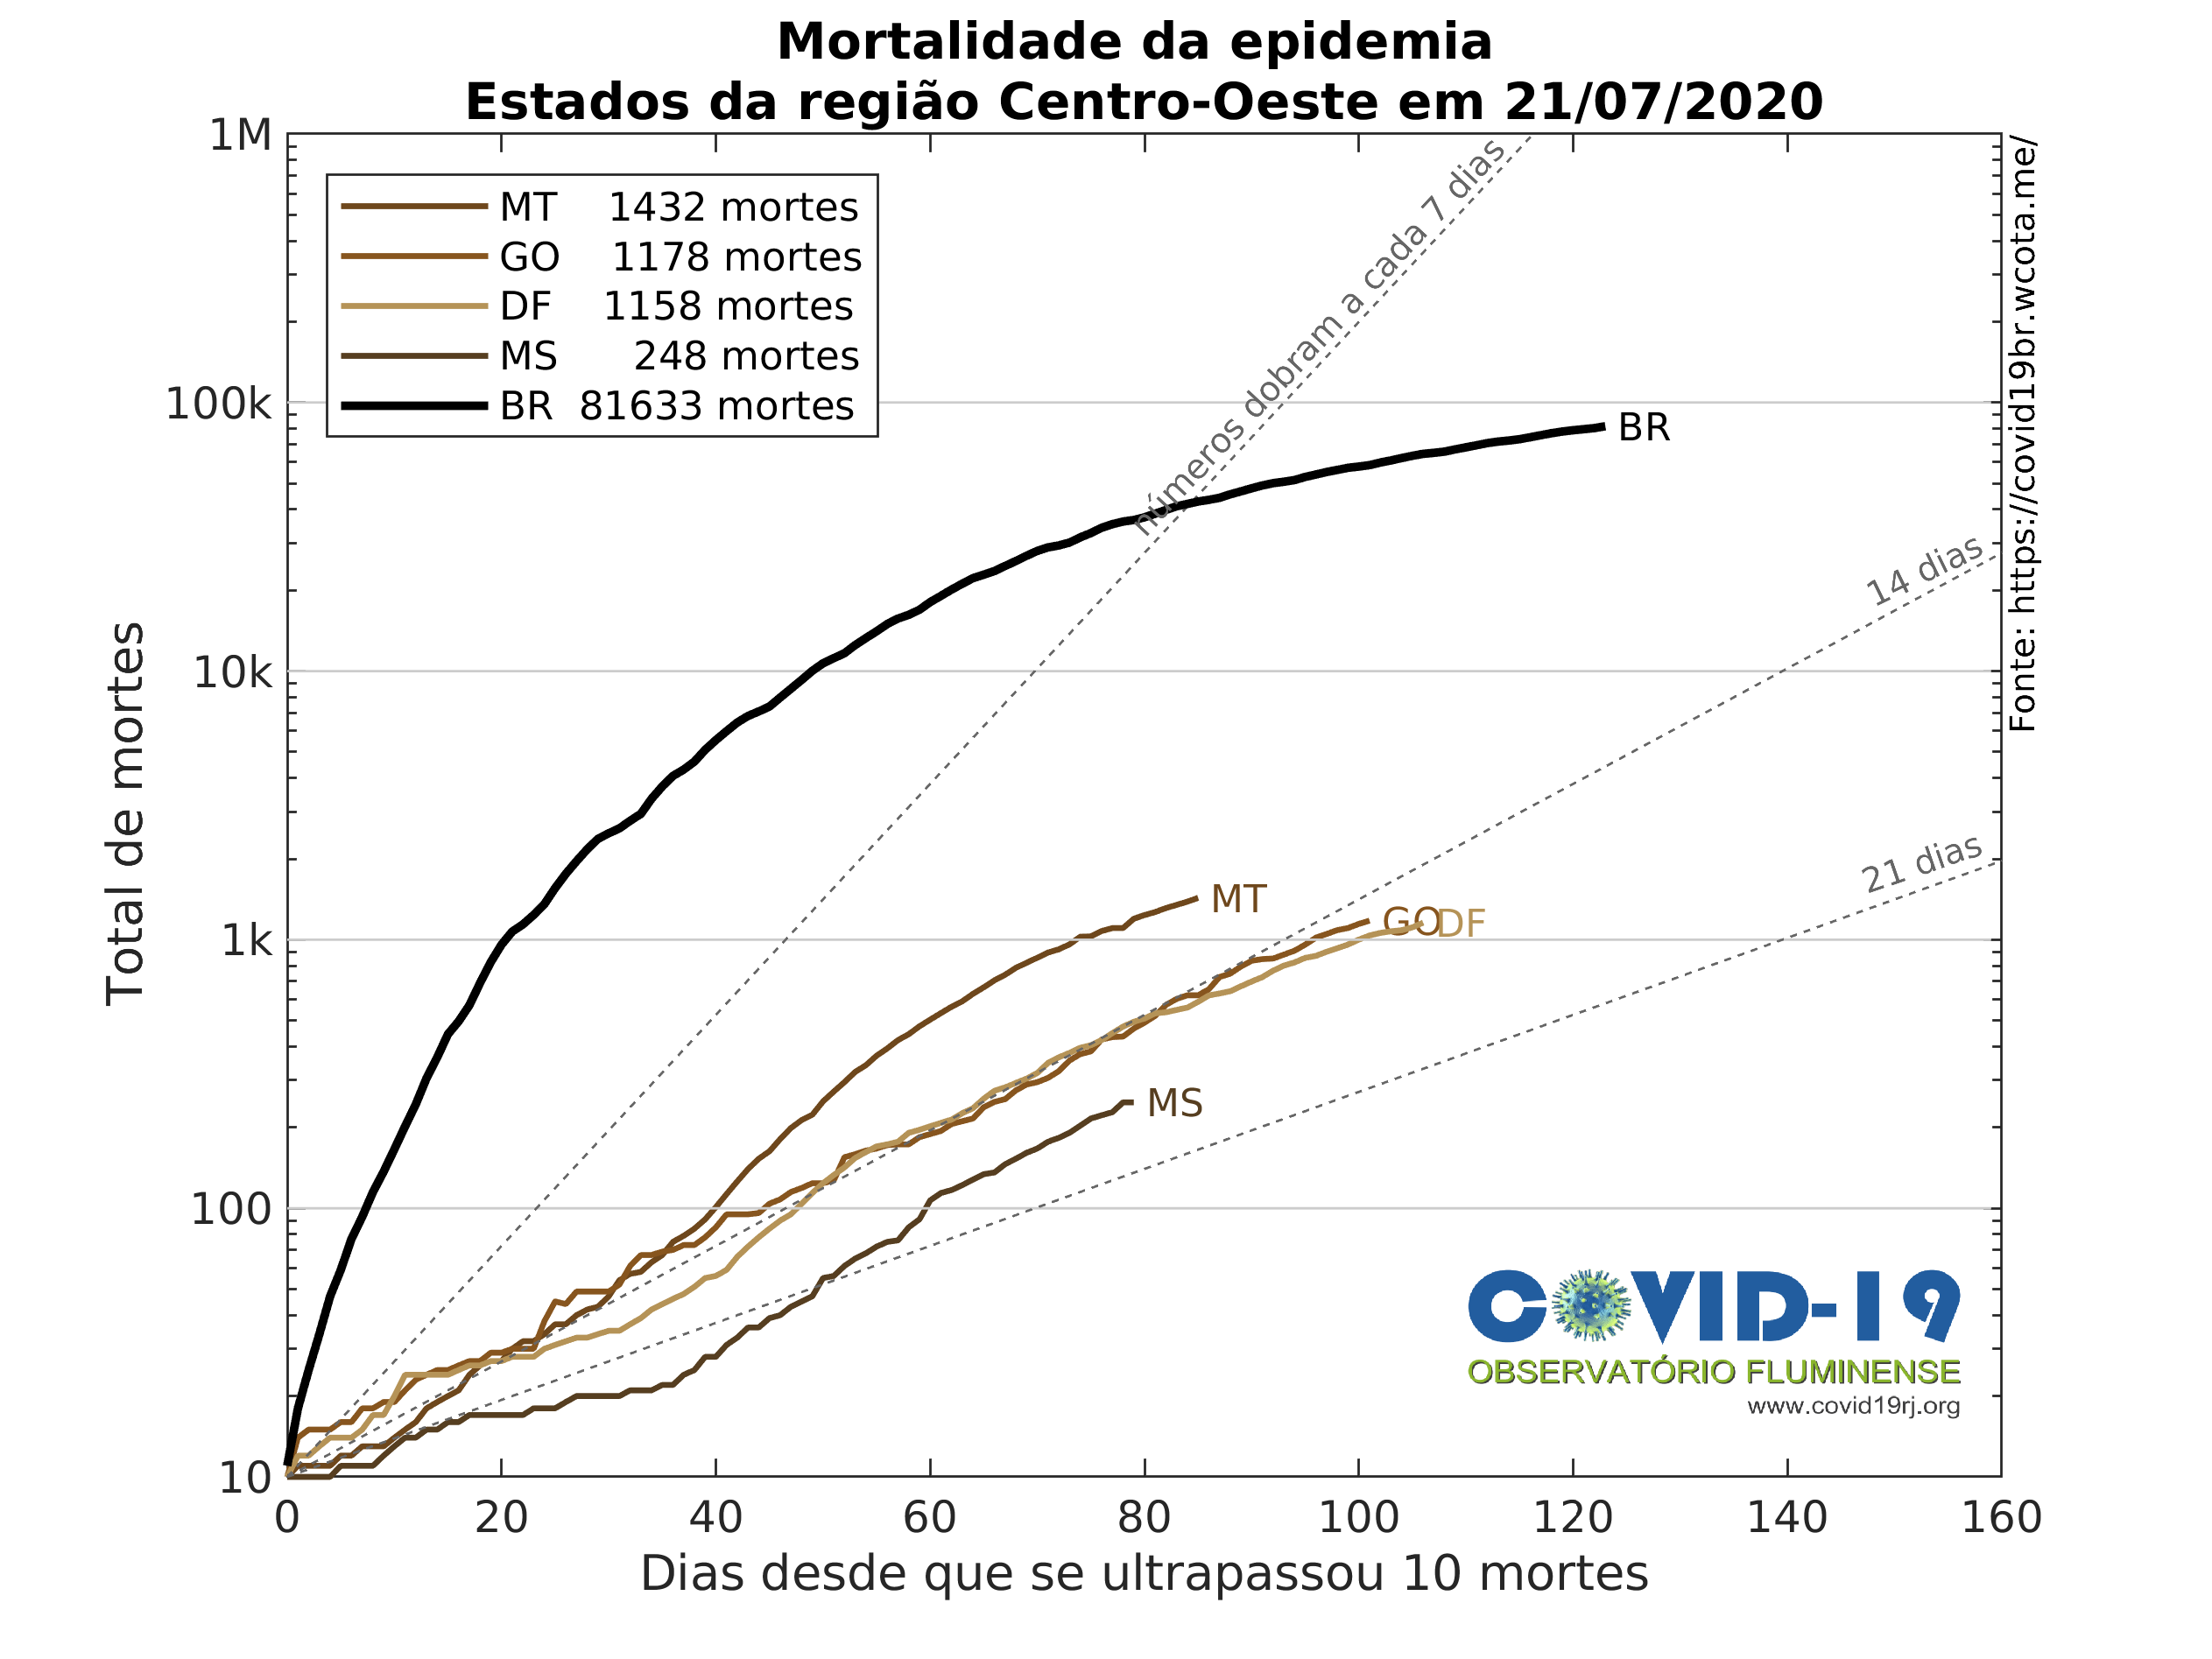 Mortalidade da epidemia
Estados da região Centro-Oeste em 21/07/2020
1M
100k
10k
1k
100
10
Total de mortes
MT 1432 mortes
GO 1178 mortes
DF 1158 mortes
MS 248 mortes
BR 81633 mortes
números dobram a cada 7 dias
14 dias
21 dias
BR
MT
GO
DF
MS
Fonte: https://covid19br.wcota.me/
COVID-19
OBSERVATÓRIO FLUMINENSE
www.covid19rj.org
0 20 40 60 80 100 120 140 160
Dias desde que se ultrapassou 10 mortes